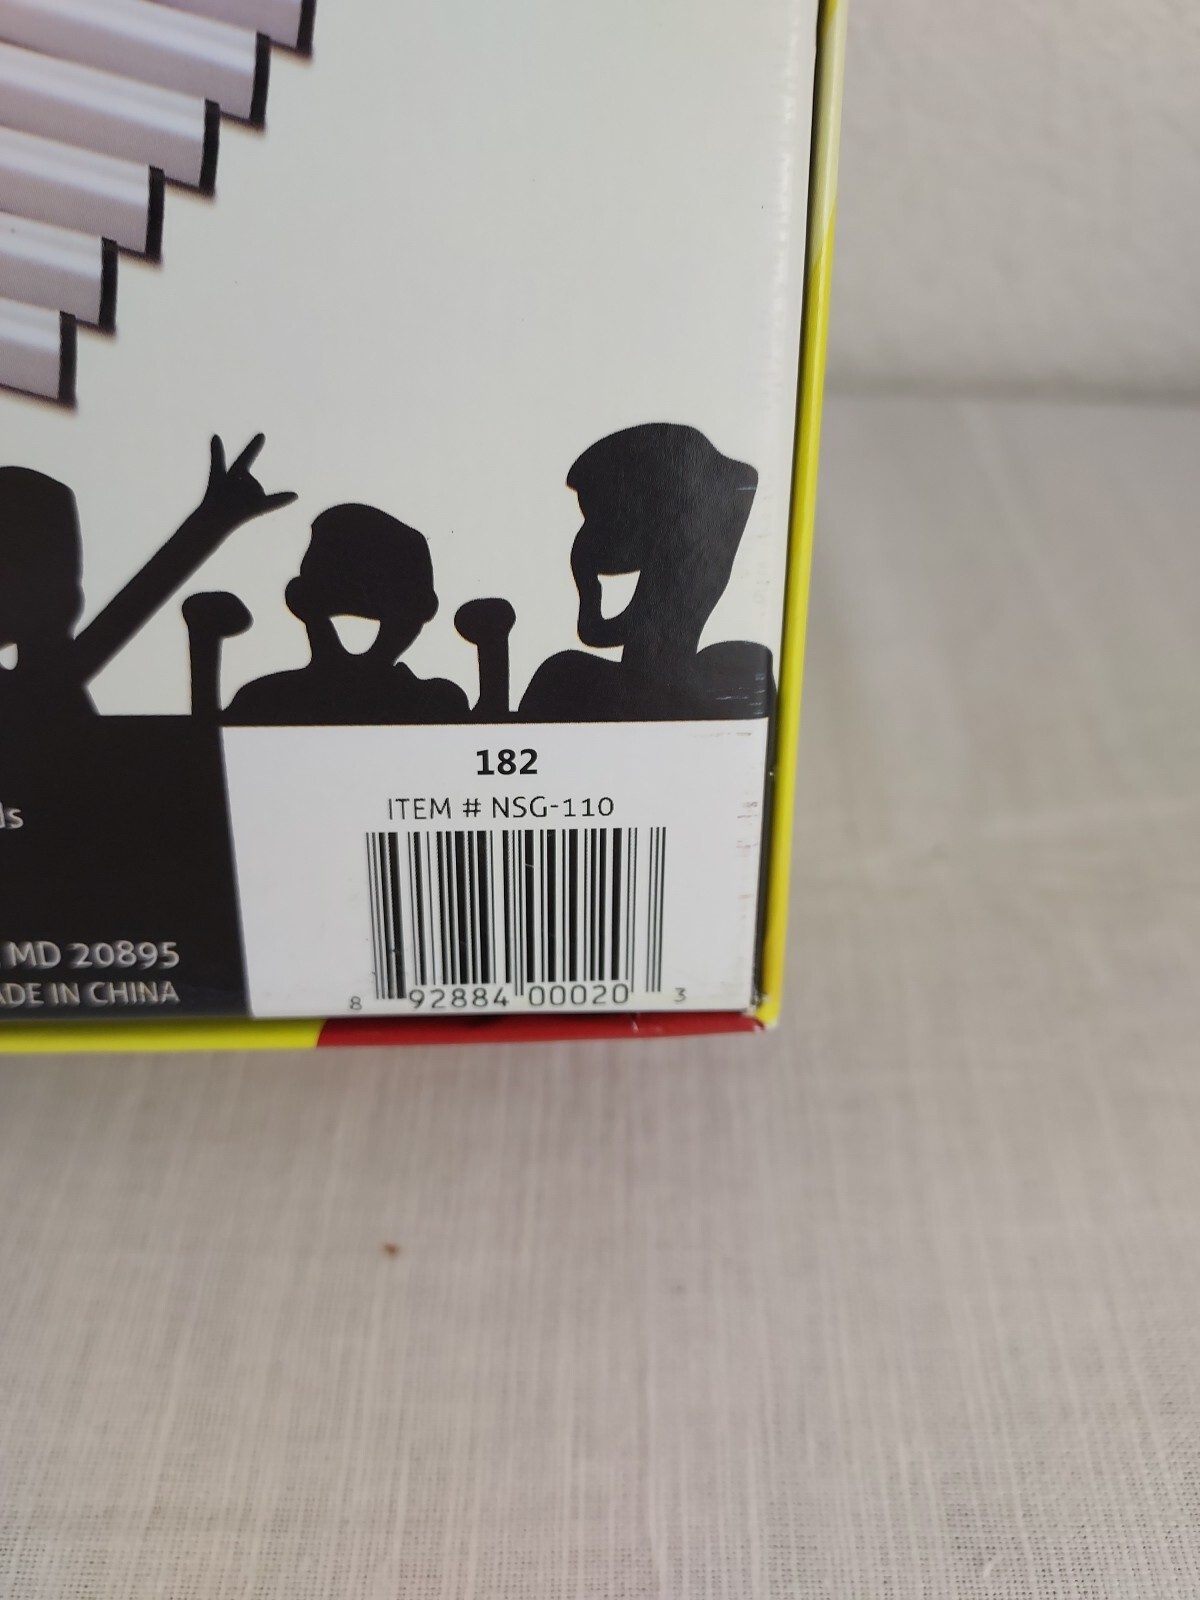 182
ITEM # NSG-110
8 92884 00020 3
ds
MD 20895
ADE IN CHINA